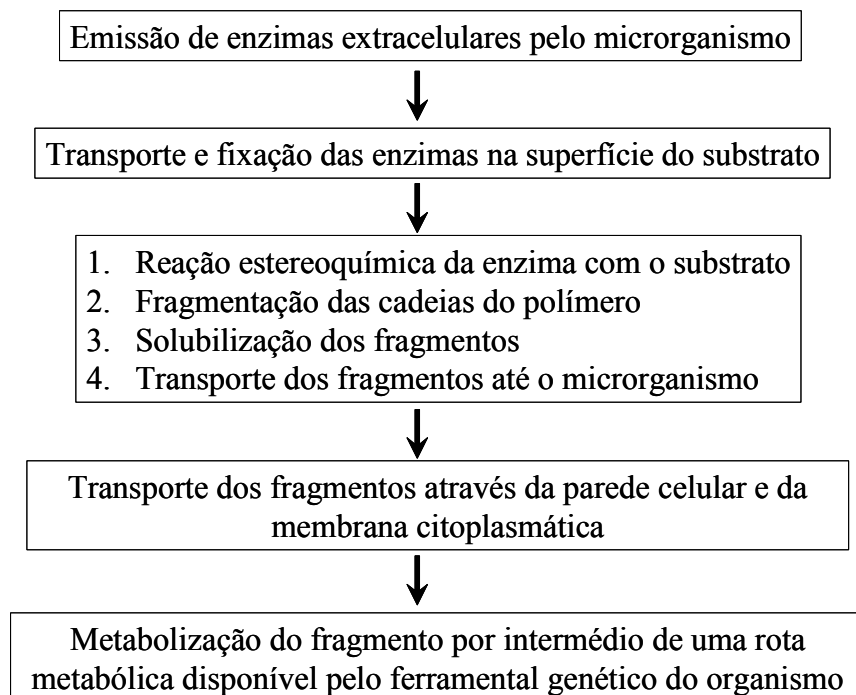 Emissão de enzimas extracelulares pelo microrganismo
Transporte e fixação das enzimas na superfície do substrato
1. Reação estereoquímica da enzima com o substrato
2. Fragmentação das cadeias do polímero
3. Solubilização dos fragmentos
4. Transporte dos fragmentos até o microrganismo
Transporte dos fragmentos através da parede celular e da
membrana citoplasmática
Metabolização do fragmento por intermédio de uma rota
metabólica disponível pelo ferramental genético do organismo